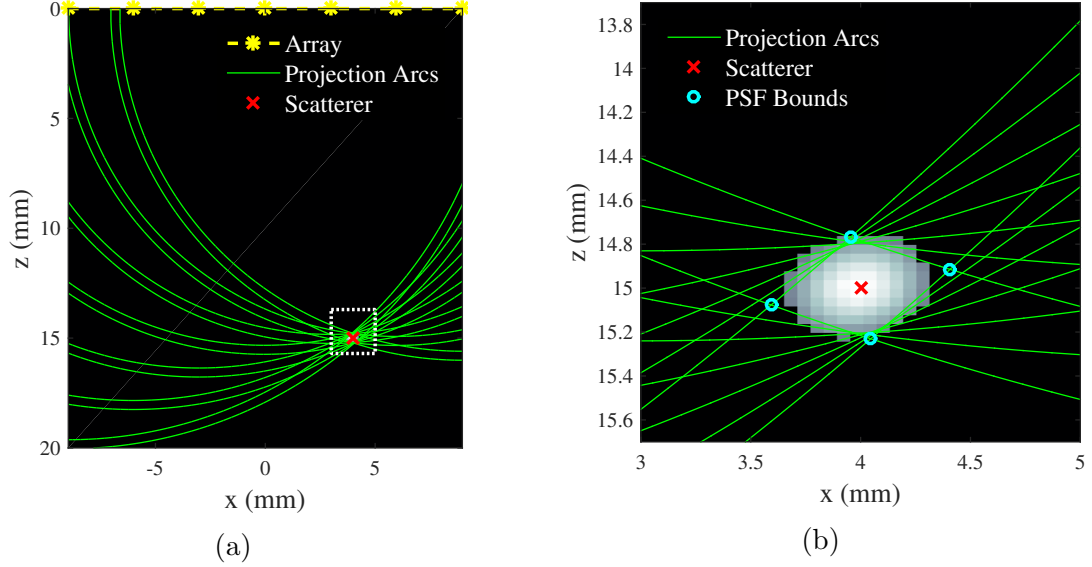 Array
Projection Arcs
Scatterer
0
5
10
15
20
z (mm)
-5
0
5
x (mm)
(a)
Projection Arcs
Scatterer
PSF Bounds
13.8
14
14.2
14.4
14.6
14.8
15
15.2
15.4
15.6
z (mm)
3
3.5
4
4.5
5
x (mm)
(b)